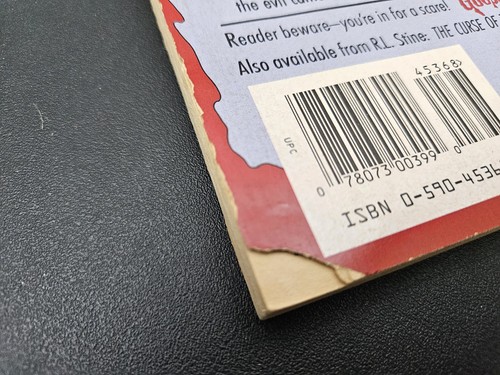 the evil
Reader beware—you're in for a scare!
Also available from R.L. Stine: THE CURSE OF
45368>
UPC
0 78073 00399 0
ISBN 0-590-4536